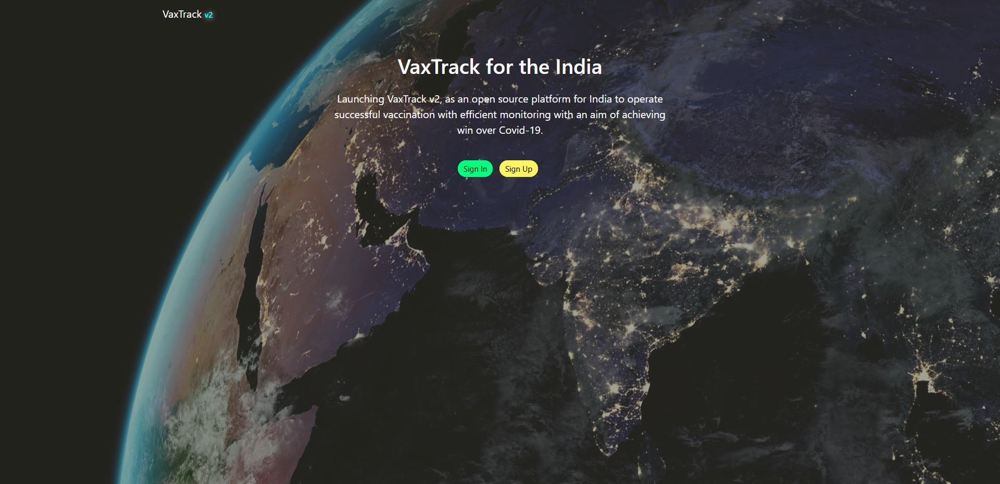 VaxTrack v2
VaxTrack for the India
Launching VaxTrack v2, as an open source platform for India to operate
successful vaccination with efficient monitoring with an aim of achieving
win over Covid-19.
Sign In Sign Up